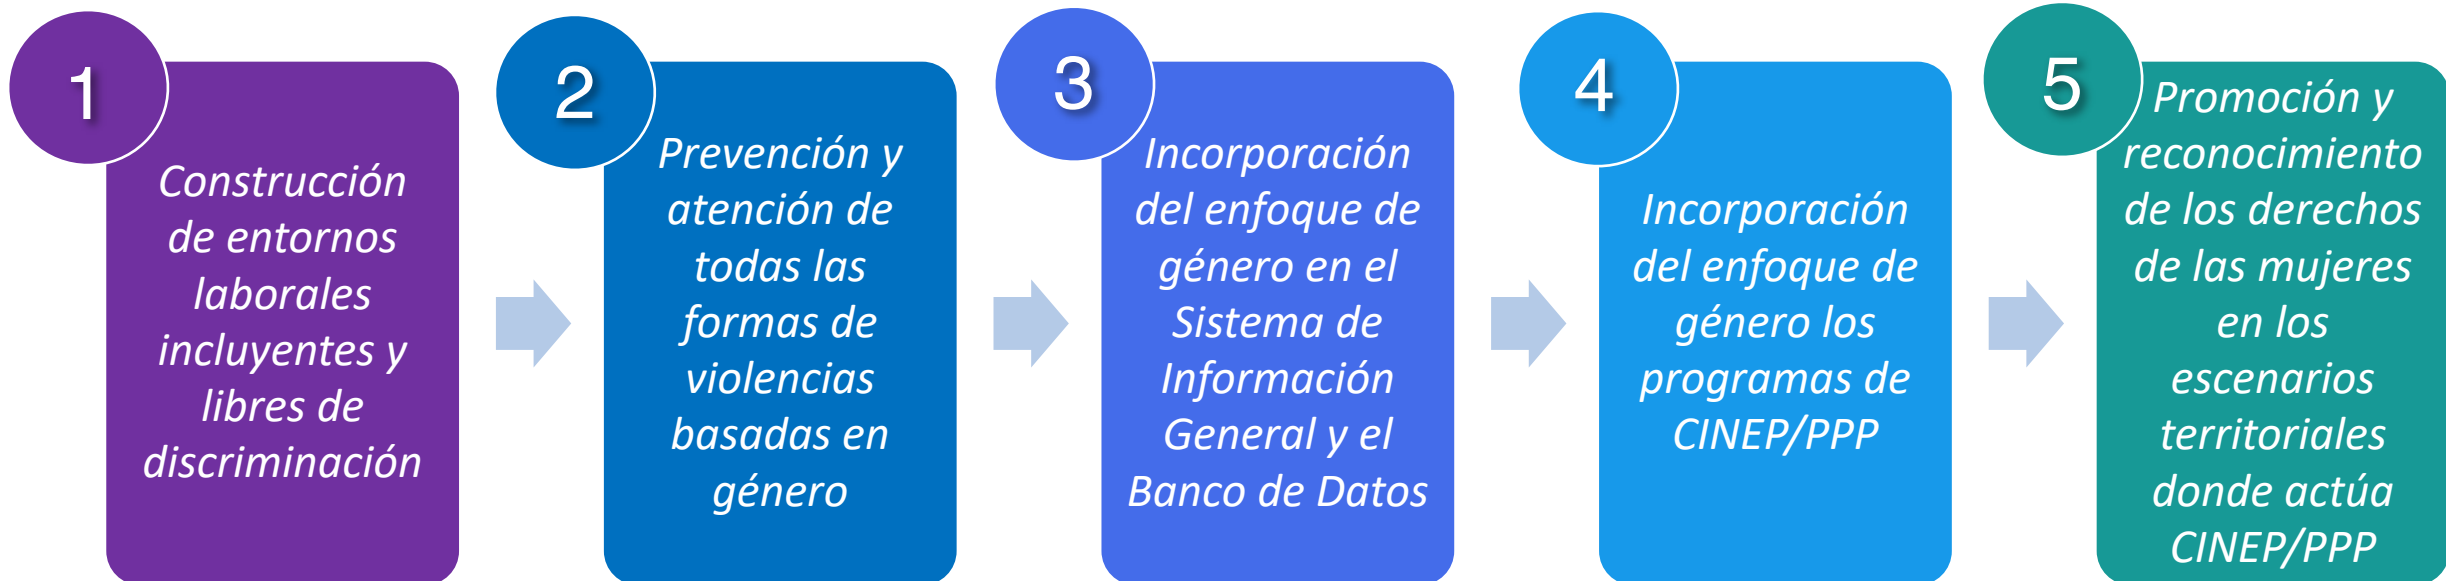 1
Construcción
de entornos
laborales
incluyentes y
libres de
discriminación
2
Prevención y
atención de
todas las
formas de
violencias
basadas en
género
3
Incorporación
del enfoque de
género en el
Sistema de
Información
General y el
Banco de Datos
4
Incorporación
del enfoque de
género los
programas de
CINEP/PPP
5
Promoción y
reconocimiento
de los derechos
de las mujeres
en los
escenarios
territoriales
donde actúa
CINEP/PPP